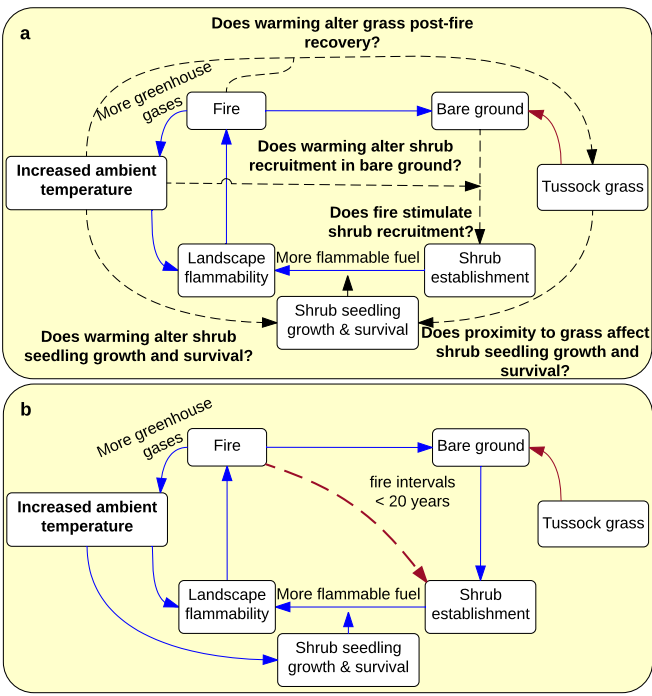 a
Does warming alter grass post-fire
recovery?
More greenhouse
gases
Fire
Bare ground
Does warming alter shrub
recruitment in bare ground?
Increased ambient
temperature
Tussock grass
Does fire stimulate
shrub recruitment?
Landscape
flammability
More flammable fuel
Shrub
establishment
Shrub seedling
growth & survival
Does warming alter shrub
seedling growth and survival?
Does proximity to grass affect
shrub seedling growth and
survival?
b
More greenhouse
gases
Fire
Bare ground
fire intervals
< 20 years
Increased ambient
temperature
Tussock grass
Landscape
flammability
More flammable fuel
Shrub
establishment
Shrub seedling
growth & survival